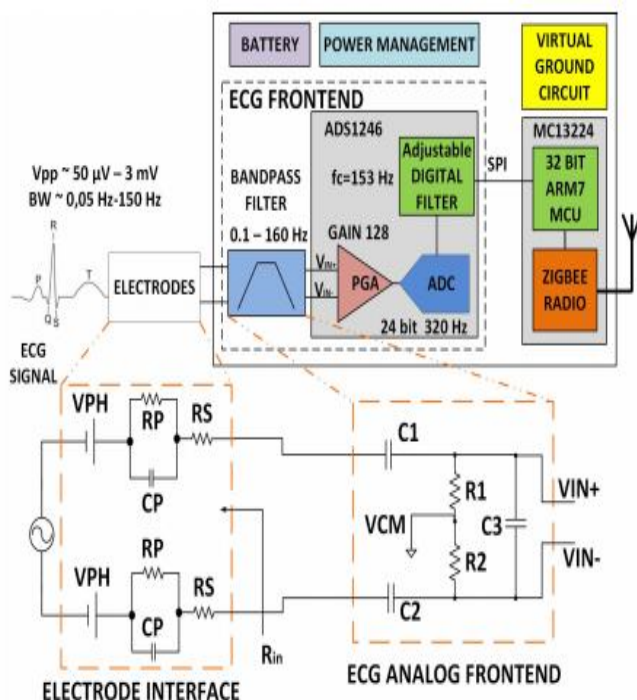 BATTERY
POWER MANAGEMENT
VIRTUAL
GROUND
CIRCUIT
ECG FRONTEND
ADS1246
MC13224
Vpp ~ 50 µV – 3 mV
BW ~ 0,05 Hz-150 Hz
BANDPASS
FILTER
0.1 – 160 Hz
fc=153 Hz
Adjustable
DIGITAL
FILTER
SPI
32 BIT
ARM7
MCU
GAIN 128
VIN+
VIN-
PGA
ADC
24 bit 320 Hz
ZIGBEE
RADIO
R
P
T
Q
S
ELECTRODES
ECG
SIGNAL
VPH
RP
RS
CP
VPH
RP
RS
CP
Rin
C1
R1
VCM
C3
R2
C2
VIN+
VIN-
ELECTRODE INTERFACE
ECG ANALOG FRONTEND